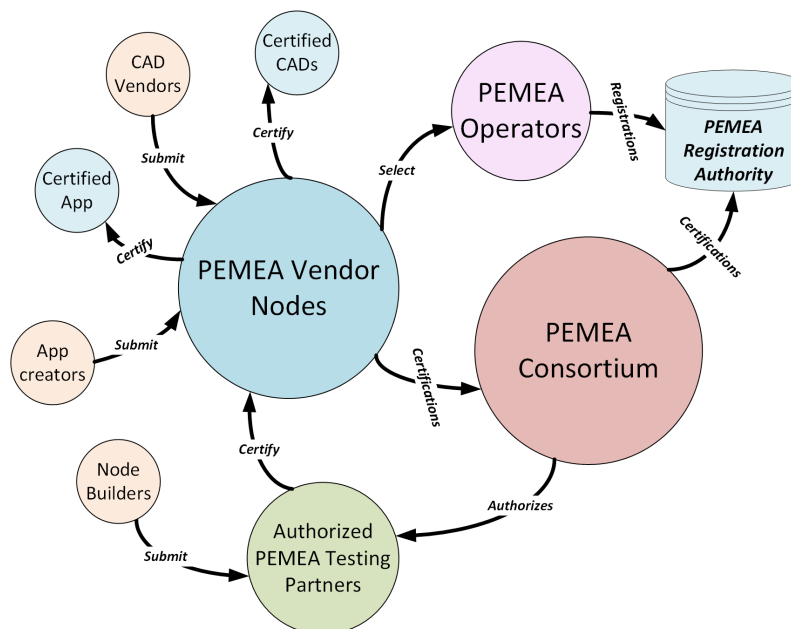 CAD
Vendors
Certified
CADs
PEMEA
Operators
Registrations
PEMEA
Registration
Authority
Submit
Certify
Select
Certified
App
Certify
PEMEA Vendor
Nodes
Certifications
PEMEA
Consortium
App
creators
Submit
Certifications
Certify
Node
Builders
Submit
Authorized
PEMEA Testing
Partners
Authorizes